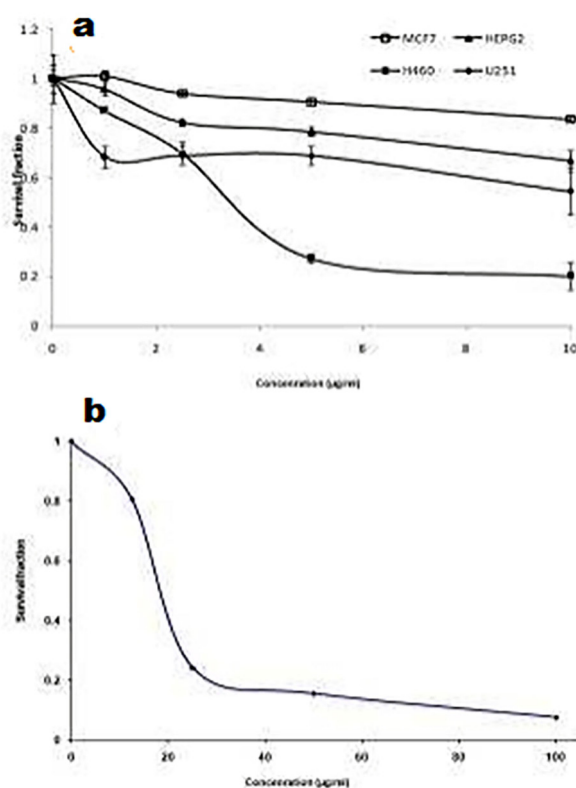 a
1.2
MCF7 HEPG2
H460 U251
1
0.8
0.6
0.4
0.2
0
Survival fraction
0 2 4 6 8 10
Concenration (µg/ml)
b
1
0.8
0.6
0.4
0.2
0
Survival fraction
0 20 40 60 80 100
Concenration (µg/ml)